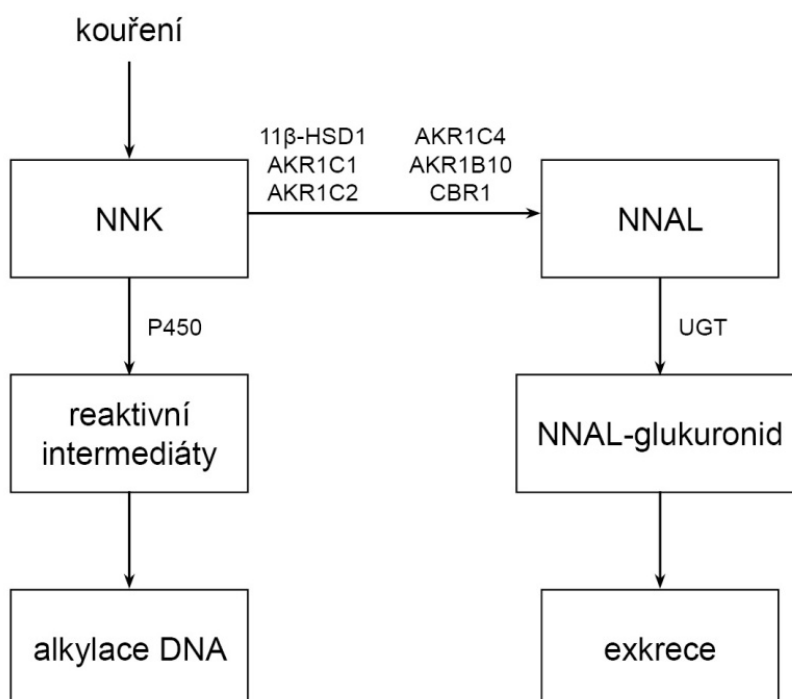 kouření
11β-HSD1 AKR1C4
AKR1C1 AKR1B10
AKR1C2 CBR1
NNK NNAL
P450 UGT
reaktivní
intermediáty
NNAL-glukuronid
alkylace DNA exkrece